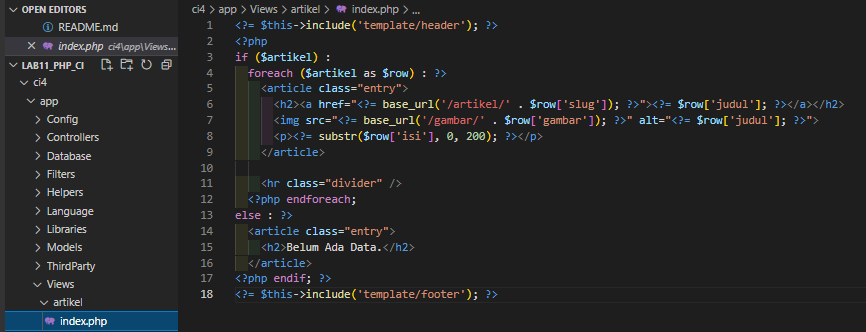 OPEN EDITORS
README.md
index.php ci4\app\Views...
LAB11_PHP_CI
ci4
app
Config
Controllers
Database
Filters
Helpers
Language
Libraries
Models
ThirdParty
Views
artikel
index.php
ci4 > app > Views > artikel > index.php > ...
1 <?= $this->include('template/header'); ?>
2 <?php
3 if ($artikel) :
4 foreach ($artikel as $row) : ?>
5 <article class="entry">
6 <h2><a href="<?= base_url('/artikel/' . $row['slug']); ?>"><?= $row['judul']; ?></a></h2>
7 <img src="<?= base_url('/gambar/' . $row['gambar']); ?>" alt="<?= $row['judul']; ?>">
8 <p><?= substr($row['isi'], 0, 200); ?></p>
9 </article>
10
11 <hr class="divider" />
12 <?php endforeach;
13 else : ?>
14 <article class="entry">
15 <h2>Belum Ada Data.</h2>
16 </article>
17 <?php endif; ?>
18 <?= $this->include('template/footer'); ?>